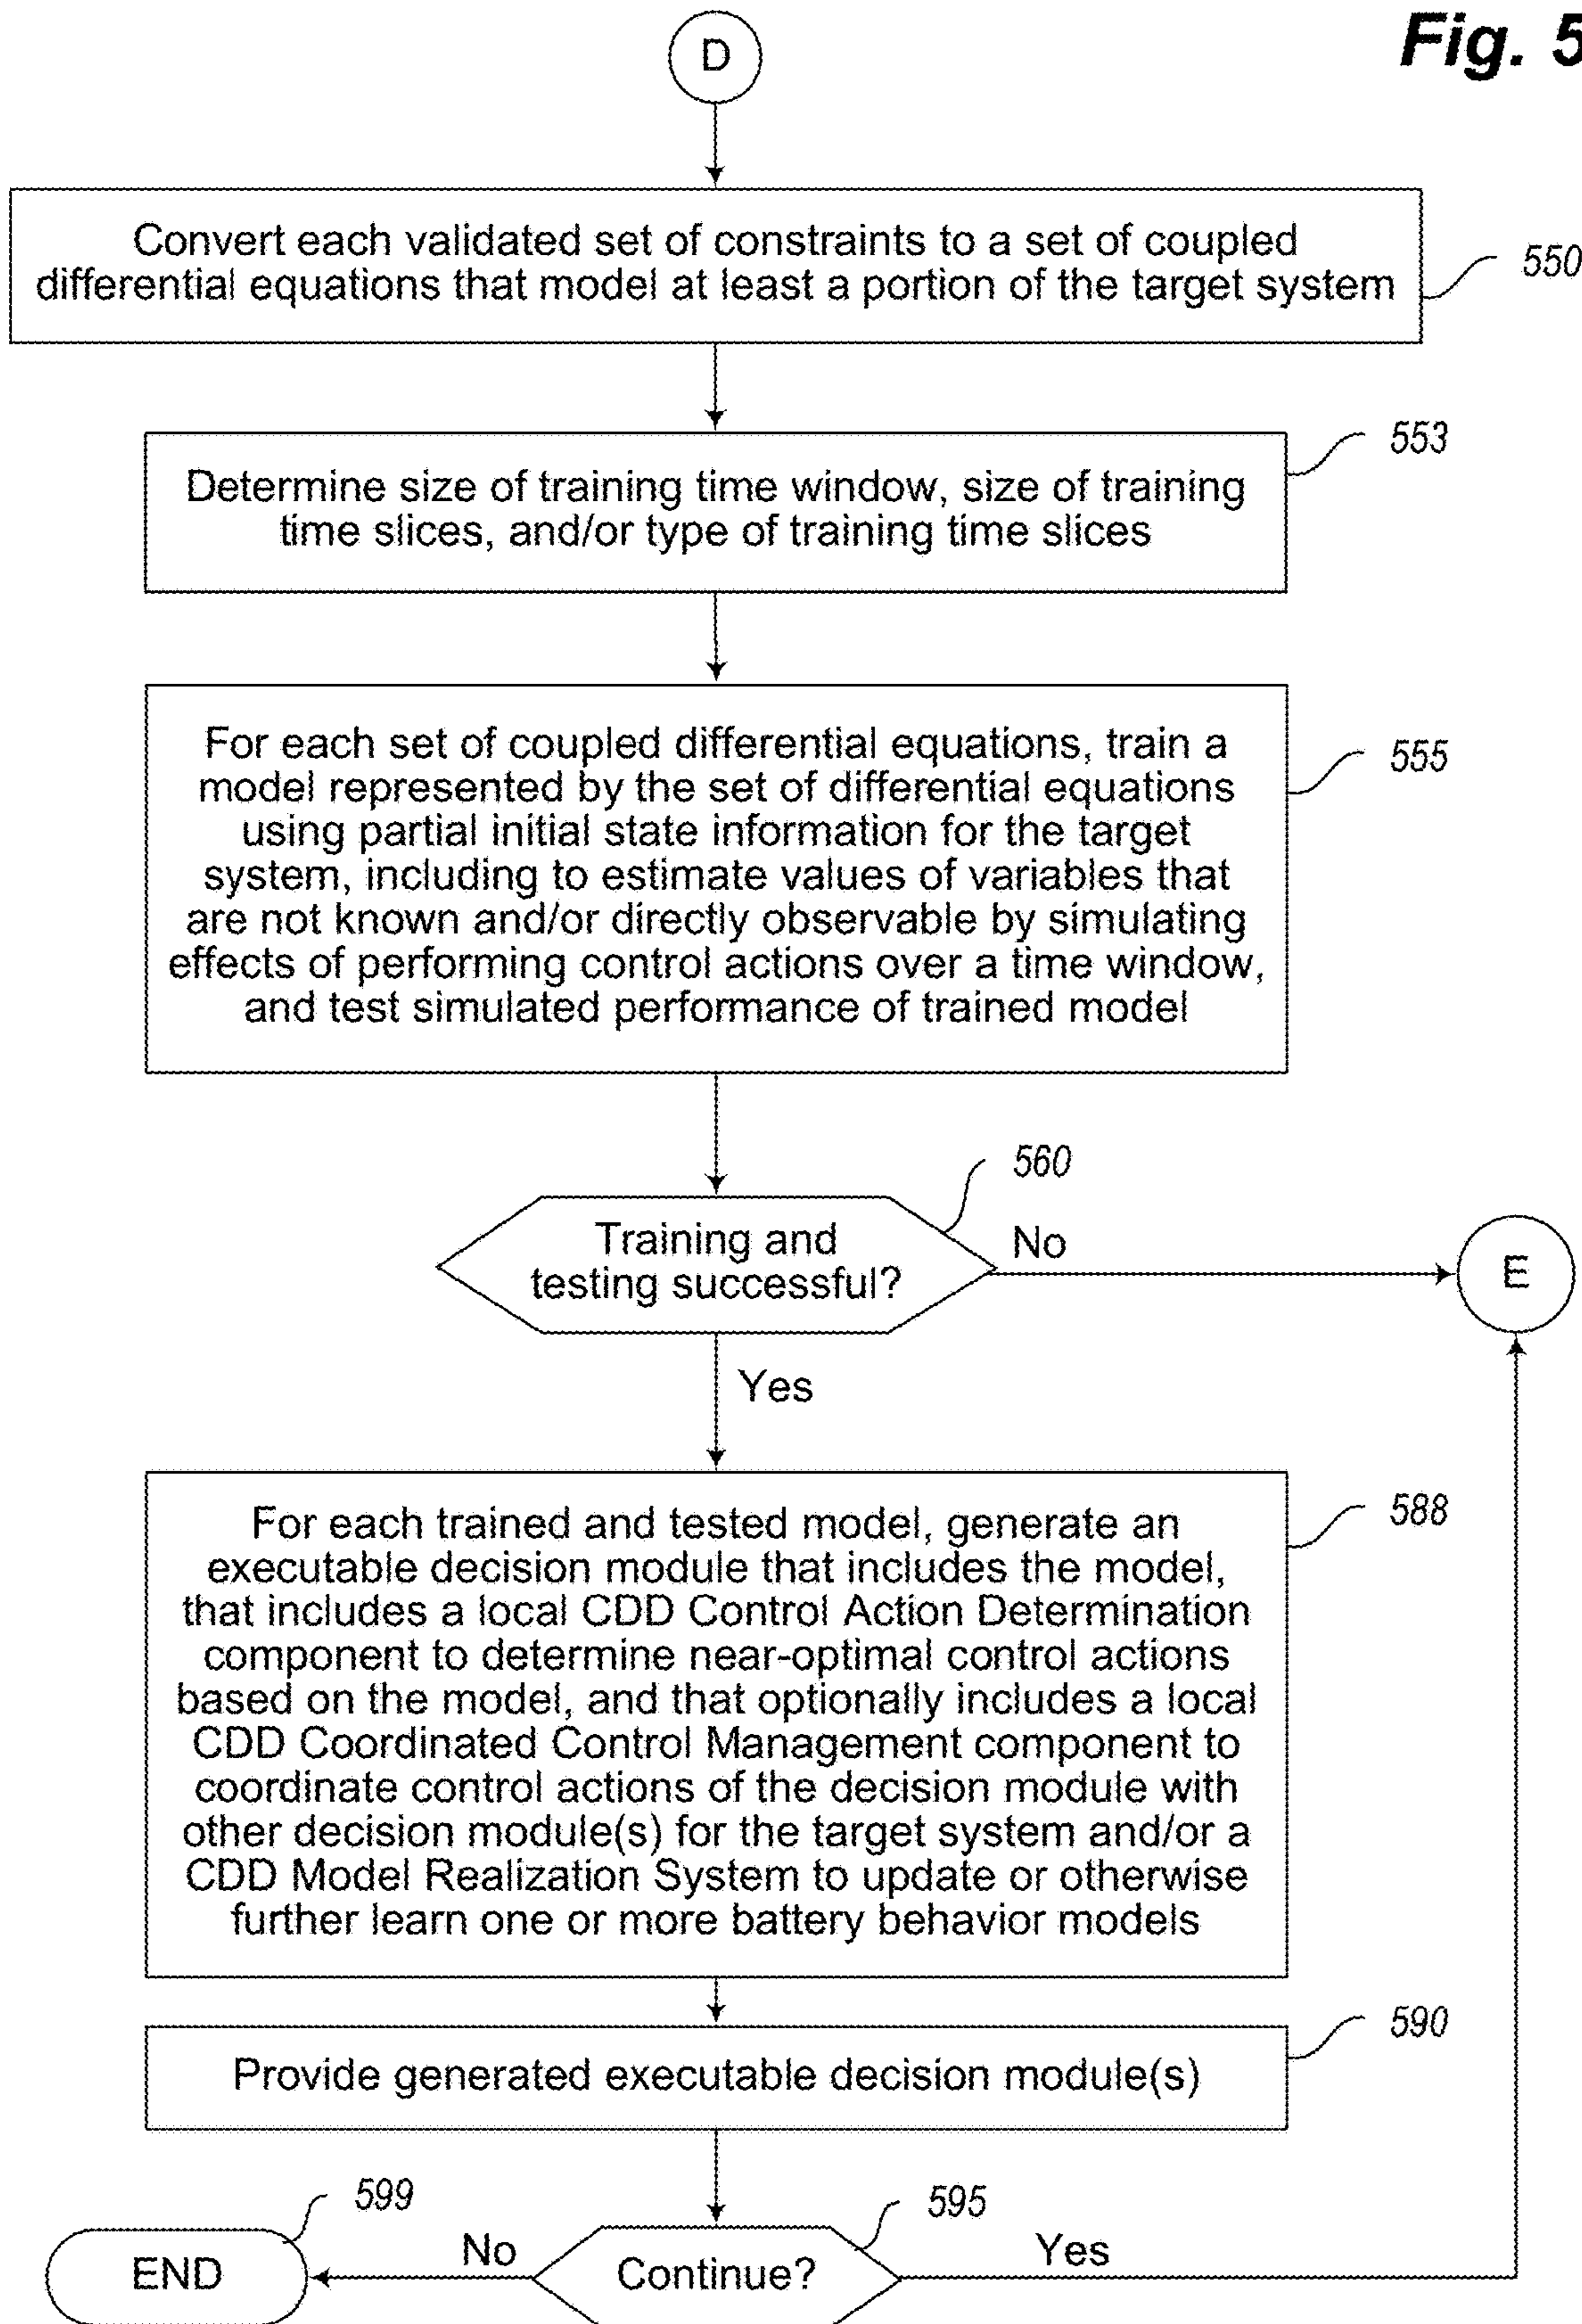 Fig. 5
D
Convert each validated set of constraints to a set of coupled
differential equations that model at least a portion of the target system
550
553
Determine size of training time window, size of training
time slices, and/or type of training time slices
For each set of coupled differential equations, train a
model represented by the set of differential equations
using partial initial state information for the target
system, including to estimate values of variables that
are not known and/or directly observable by simulating
effects of performing control actions over a time window,
and test simulated performance of trained model
555
560
Training and
testing successful?
No
E
Yes
For each trained and tested model, generate an
executable decision module that includes the model,
that includes a local CDD Control Action Determination
component to determine near-optimal control actions
based on the model, and that optionally includes a local
CDD Coordinated Control Management component to
coordinate control actions of the decision module with
other decision module(s) for the target system and/or a
CDD Model Realization System to update or otherwise
further learn one or more battery behavior models
588
590
Provide generated executable decision module(s)
599
595
END
No
Continue?
Yes